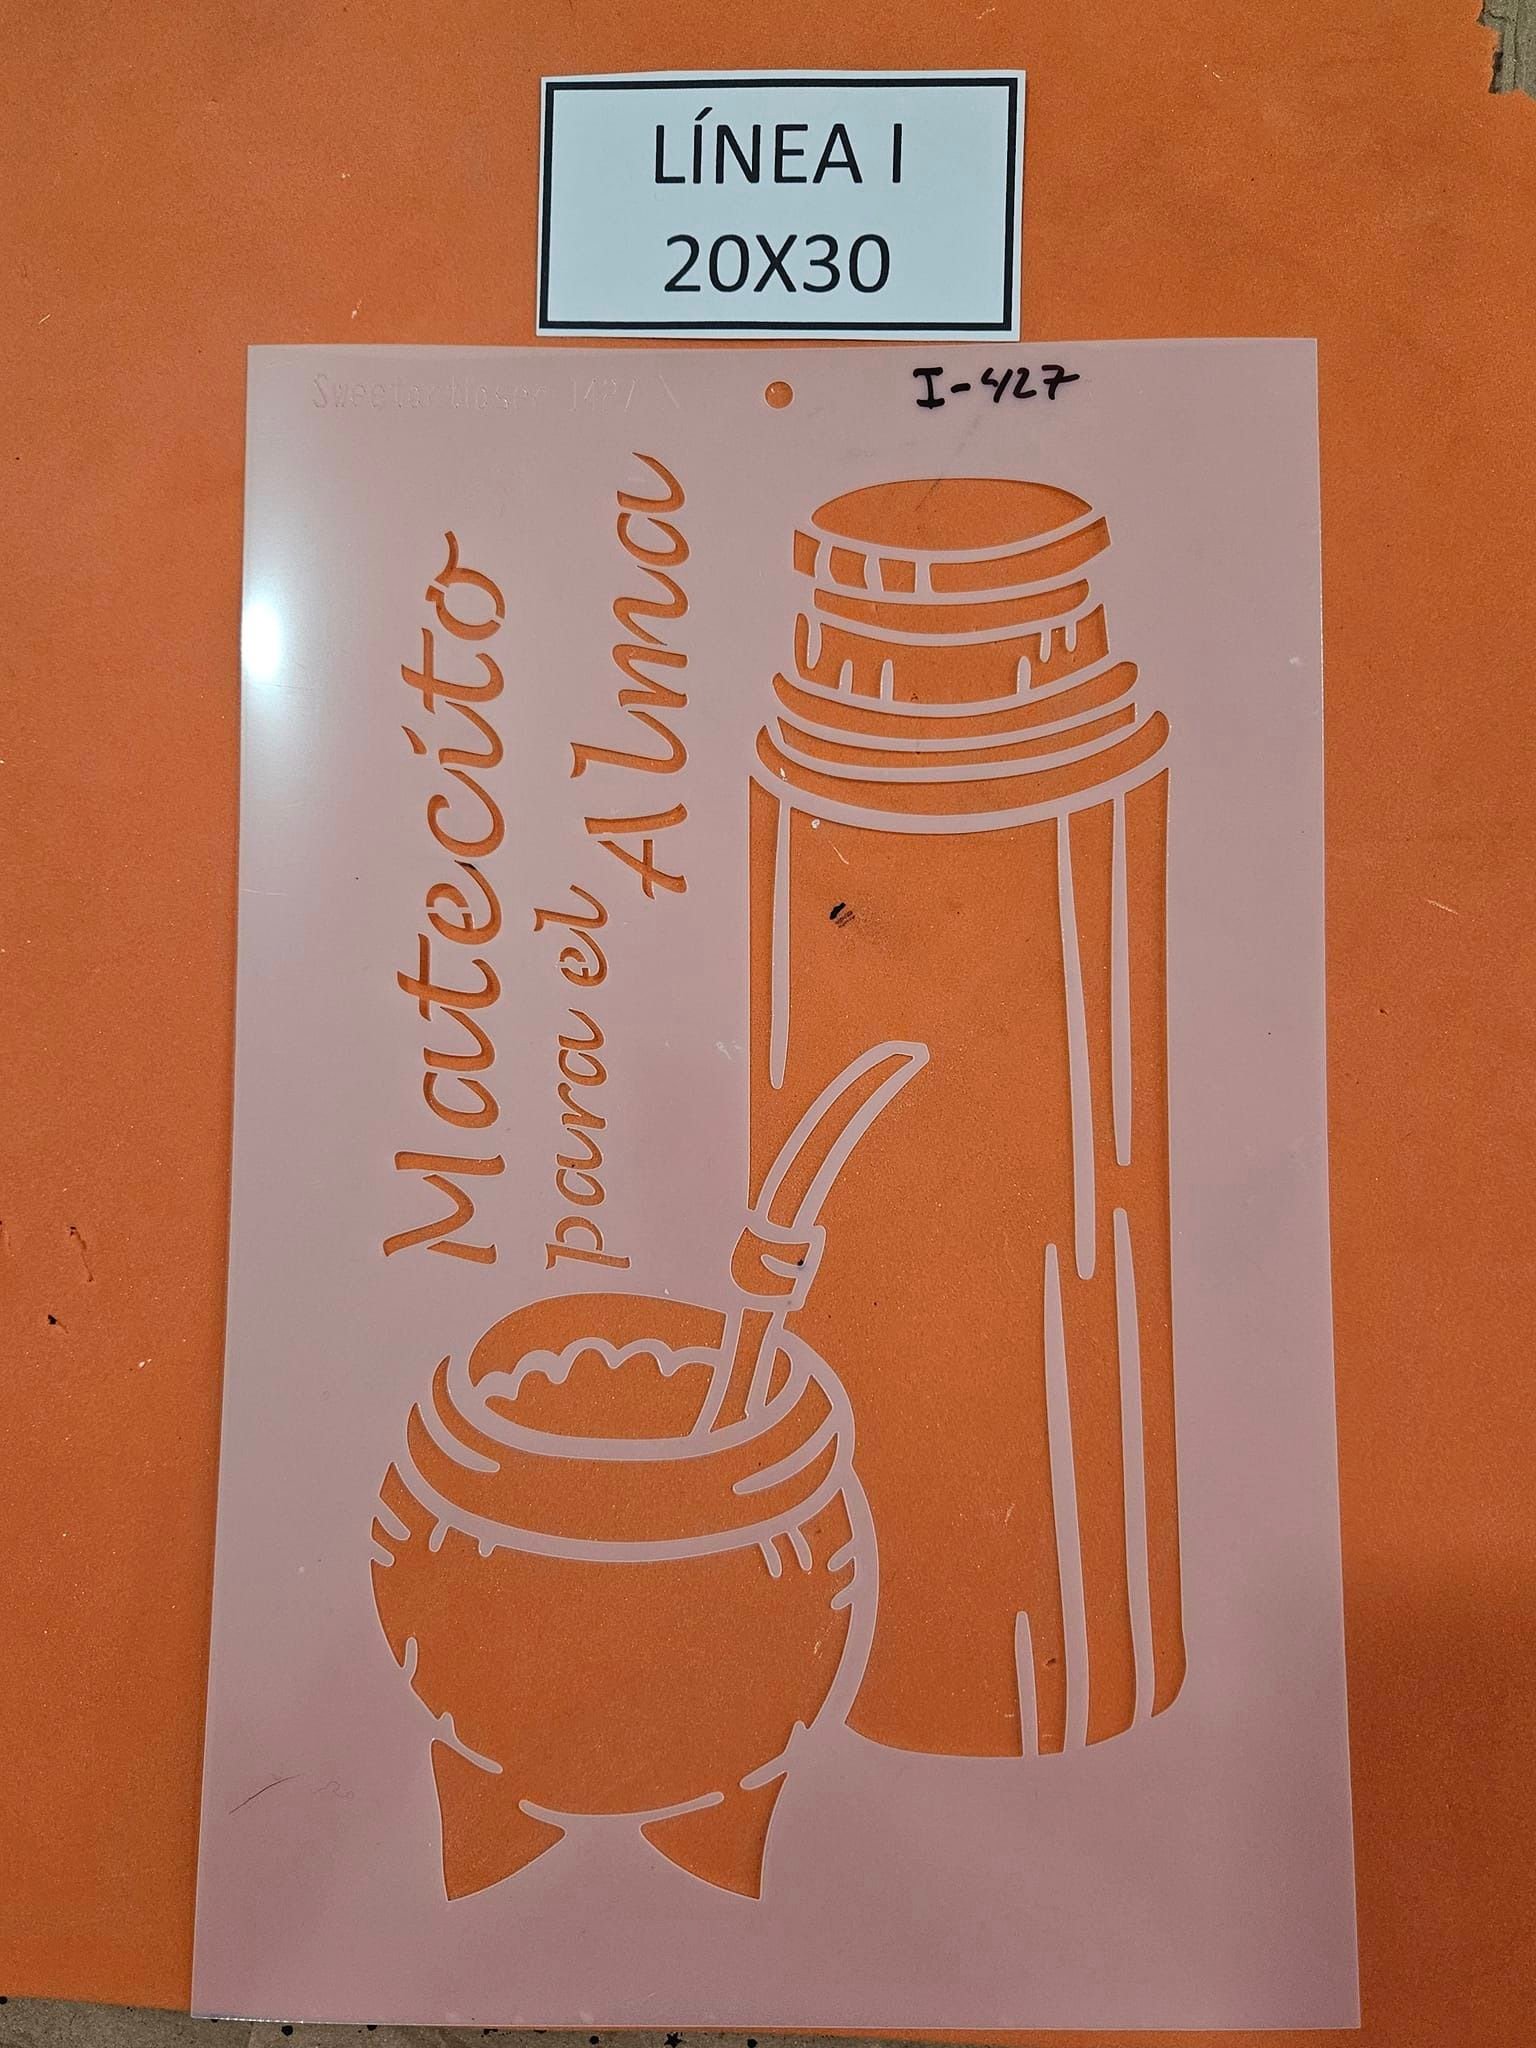 LÍNEA I
20X30
I-427
Matecito
para el
Alma